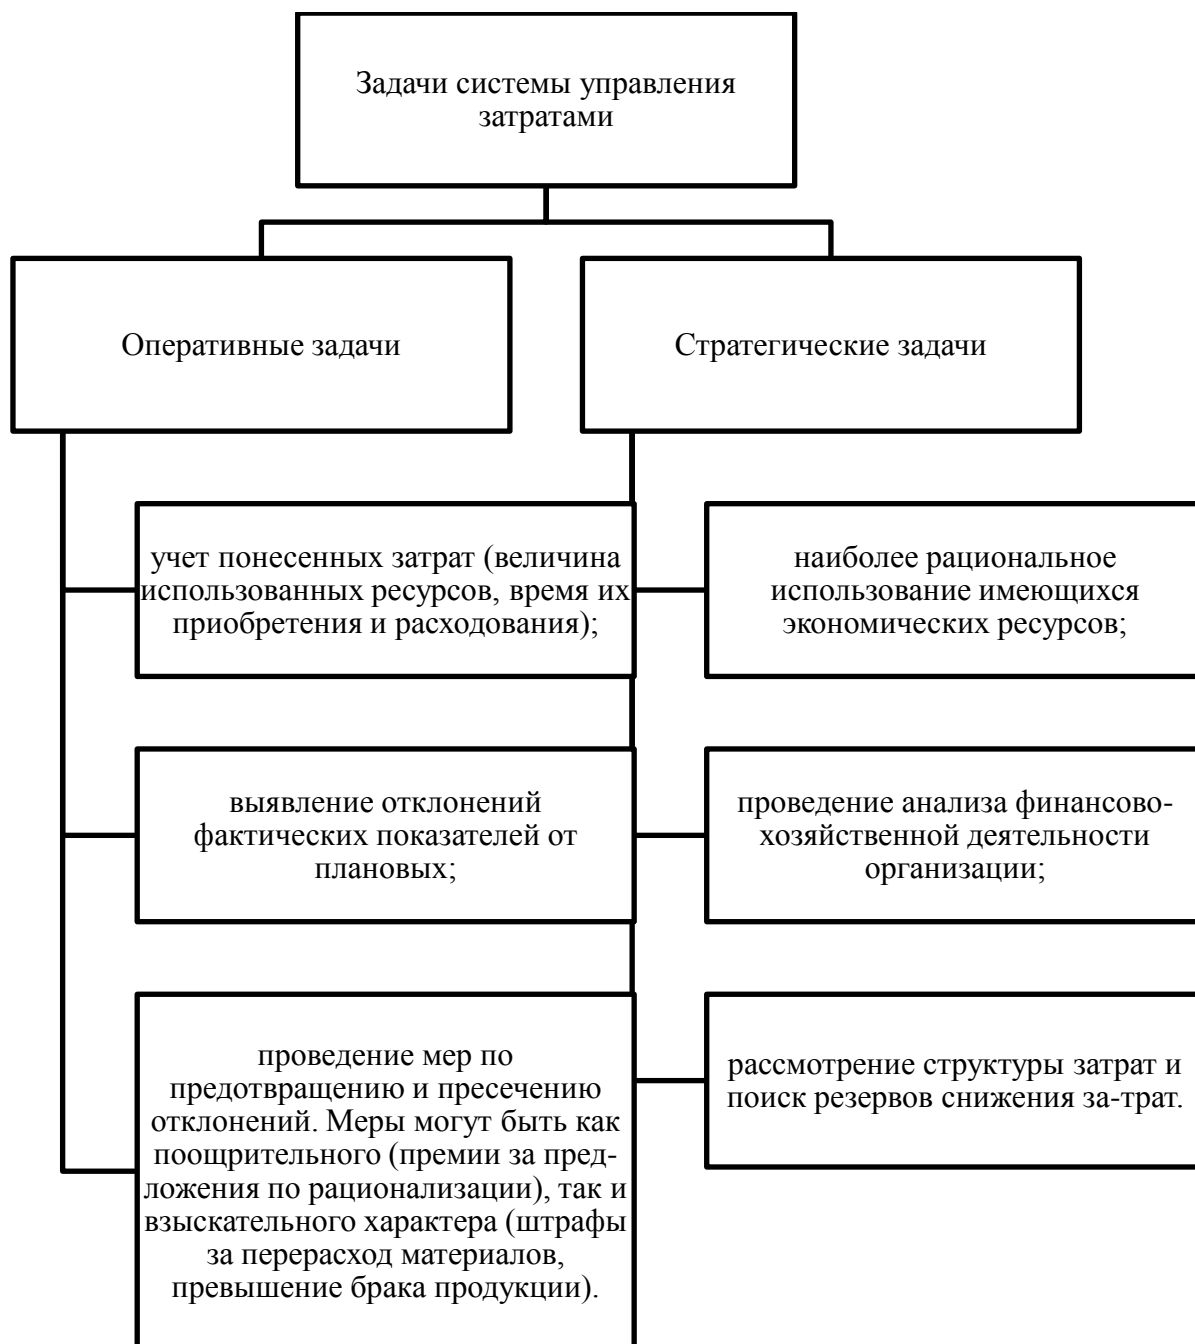 Задачи системы управления
затратами
Оперативные задачи
Стратегические задачи
учет понесенных затрат (величина
использованных ресурсов, время их
приобретения и расходования);
наиболее рациональное
использование имеющихся
экономических ресурсов;
выявление отклонений
фактических показателей от
плановых;
проведение анализа финансово-
хозяйственной деятельности
организации;
проведение мер по
предотвращению и пресечению
отклонений. Меры могут быть как
поощрительного (премии за пред-
ложения по рационализации), так и
взыскательного характера (штрафы
за перерасход материалов,
превышение брака продукции).
рассмотрение структуры затрат и
поиск резервов снижения за-трат.